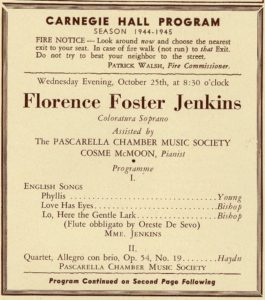 CARNEGIE HALL PROGRAM
SEASON 1944-1945
FIRE NOTICE — Look around now and choose the nearest
exit to your seat. In case of fire walk (not run) to that Exit.
Do not try to beat your neighbor to the street.
PATRICK WALSH, Fire Commissioner.
Wednesday Evening, October 25th, at 8:30 o'clock
Florence Foster Jenkins
Coloratura Soprano
Assisted by
The PASCARELLA CHAMBER MUSIC SOCIETY
COSME McMOON, Pianist
Programme
I.
ENGLISH SONGS
Phyllis Young
Love Has Eyes Bishop
Lo, Here the Gentle Lark Bishop
(Flute obbligato by Oreste De Sevo)
MME. JENKINS
II.
Quartet, Allegro con brio, Op. 54, No. 19 Haydn
PASCARELLA CHAMBER MUSIC SOCIETY
Program Continued on Second Page Following